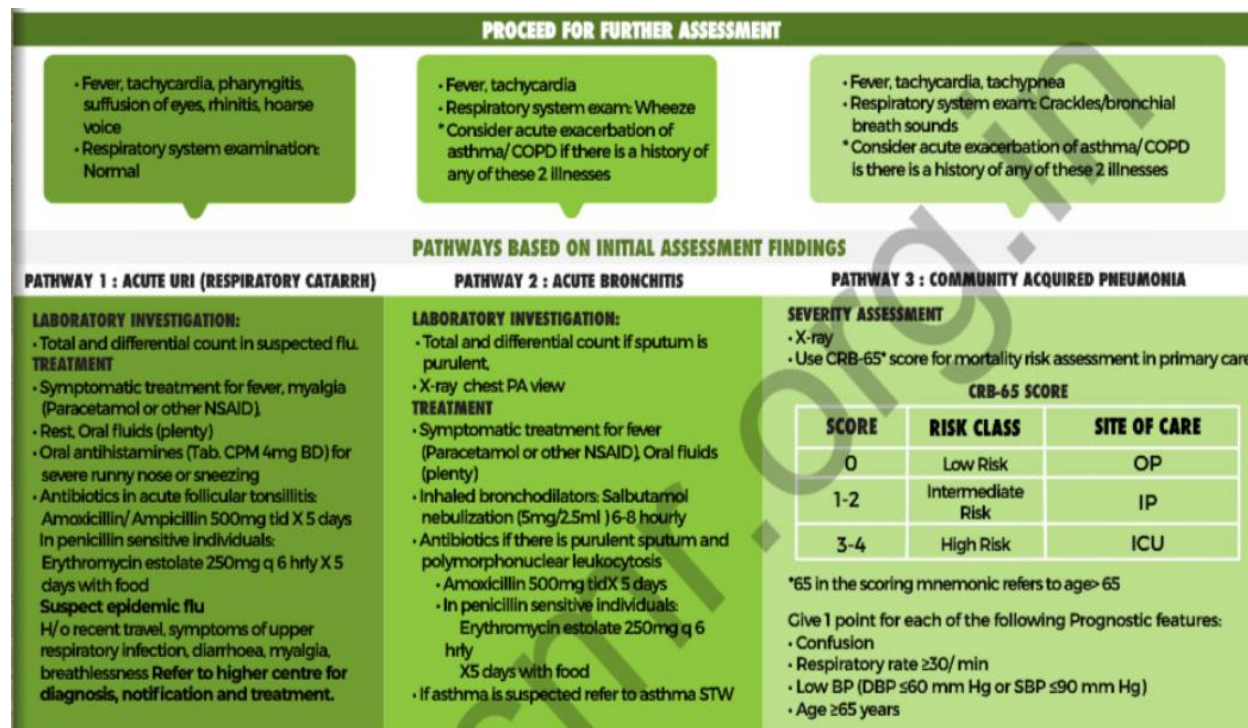 PROCEED FOR FURTHER ASSESSMENT
• Fever, tachycardia, pharyngitis,
suffusion of eyes, rhinitis, hoarse
voice
• Respiratory system examination:
Normal
• Fever, tachycardia
• Respiratory system exam: Wheeze
*Consider acute exacerbation of
asthma/ COPD if there is a history of
any of these 2 illnesses
• Fever, tachycardia, tachypnea
• Respiratory system exam: Crackles/bronchial
breath sounds
*Consider acute exacerbation of asthma/ COPD
is there is a history of any of these 2 illnesses
PATHWAYS BASED ON INITIAL ASSESSMENT FINDINGS
PATHWAY 1 : ACUTE URI (RESPIRATORY CATARRH)
LABORATORY INVESTIGATION:
• Total and differential count in suspected flu.
TREATMENT
• Symptomatic treatment for fever, myalgia
(Paracetamol or other NSAID),
• Rest, Oral fluids (plenty)
• Oral antihistamines (Tab. CPM 4mg BD) for
severe runny nose or sneezing
• Antibiotics in acute follicular tonsillitis:
Amoxicillin/ Ampicillin 500mg tid X 5 days
In penicillin sensitive individuals:
Erythromycin estolate 250mg q 6 hrly X 5
days with food
Suspect epidemic flu
H/o recent travel, symptoms of upper
respiratory infection, diarrhoea, myalgia,
breathlessness Refer to higher centre for
diagnosis, notification and treatment.
PATHWAY 2 : ACUTE BRONCHITIS
LABORATORY INVESTIGATION:
• Total and differential count if sputum is
purulent,
• X-ray chest PA view
TREATMENT
• Symptomatic treatment for fever
(Paracetamol or other NSAID), Oral fluids
(plenty)
• Inhaled bronchodilators: Salbutamol
nebulization (5mg/2.5ml ) 6-8 hourly
• Antibiotics if there is purulent sputum and
polymorphonuclear leukocytosis
• Amoxicillin 500mg tidX 5 days
• In penicillin sensitive individuals:
Erythromycin estolate 250mg q 6
hrly
X5 days with food
• If asthma is suspected refer to asthma STW
PATHWAY 3 : COMMUNITY ACQUIRED PNEUMONIA
SEVERITY ASSESSMENT
• X-ray
• Use CRB-65* score for mortality risk assessment in primary care
CRB-65 SCORE
SCORE RISK CLASS SITE OF CARE
0 Low Risk OP
1-2 Intermediate Risk IP
3-4 High Risk ICU
*65 in the scoring mnemonic refers to age> 65
Give 1 point for each of the following Prognostic features:
• Confusion
• Respiratory rate ≥30/ min
• Low BP (DBP ≤60 mm Hg or SBP ≤90 mm Hg)
• Age ≥65 years
cmr.org.in